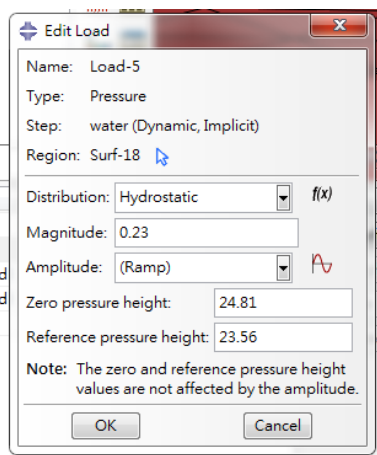 Edit Load
Name: Load-5
Type: Pressure
Step: water (Dynamic, Implicit)
Region: Surf-18
Distribution: Hydrostatic f(x)
Magnitude: 0.23
Amplitude: (Ramp)
Zero pressure height: 24.81
Reference pressure height: 23.56
Note: The zero and reference pressure height
values are not affected by the amplitude.
OK Cancel
d
d